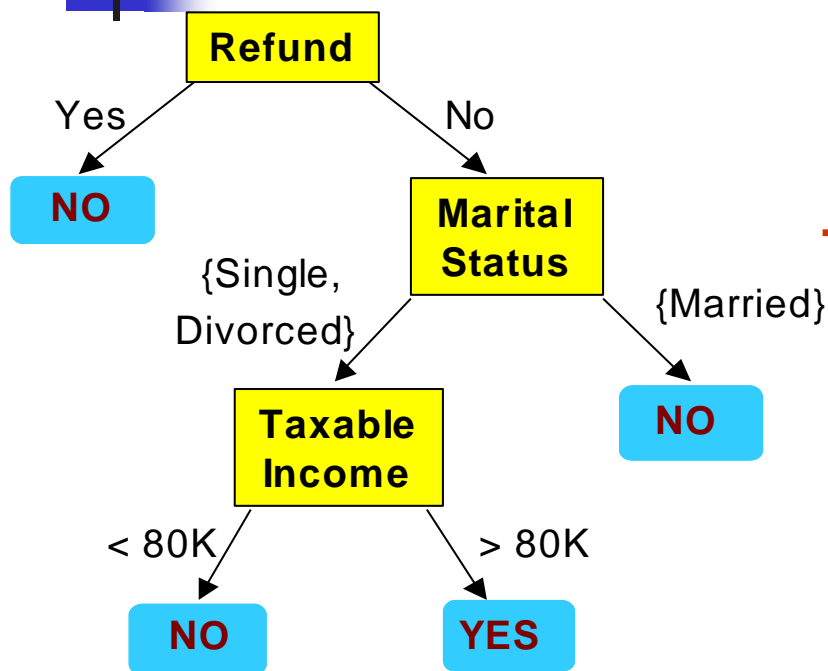 Refund
Yes
No
NO
Marital
Status
{Single,
Divorced}
{Married}
Taxable
Income
NO
< 80K
> 80K
NO
YES